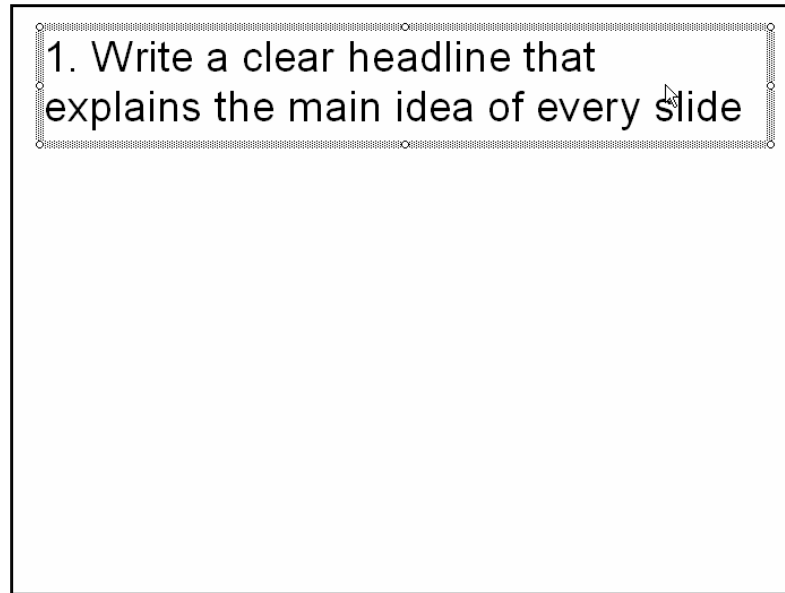 1. Write a clear headline that
explains the main idea of every slide